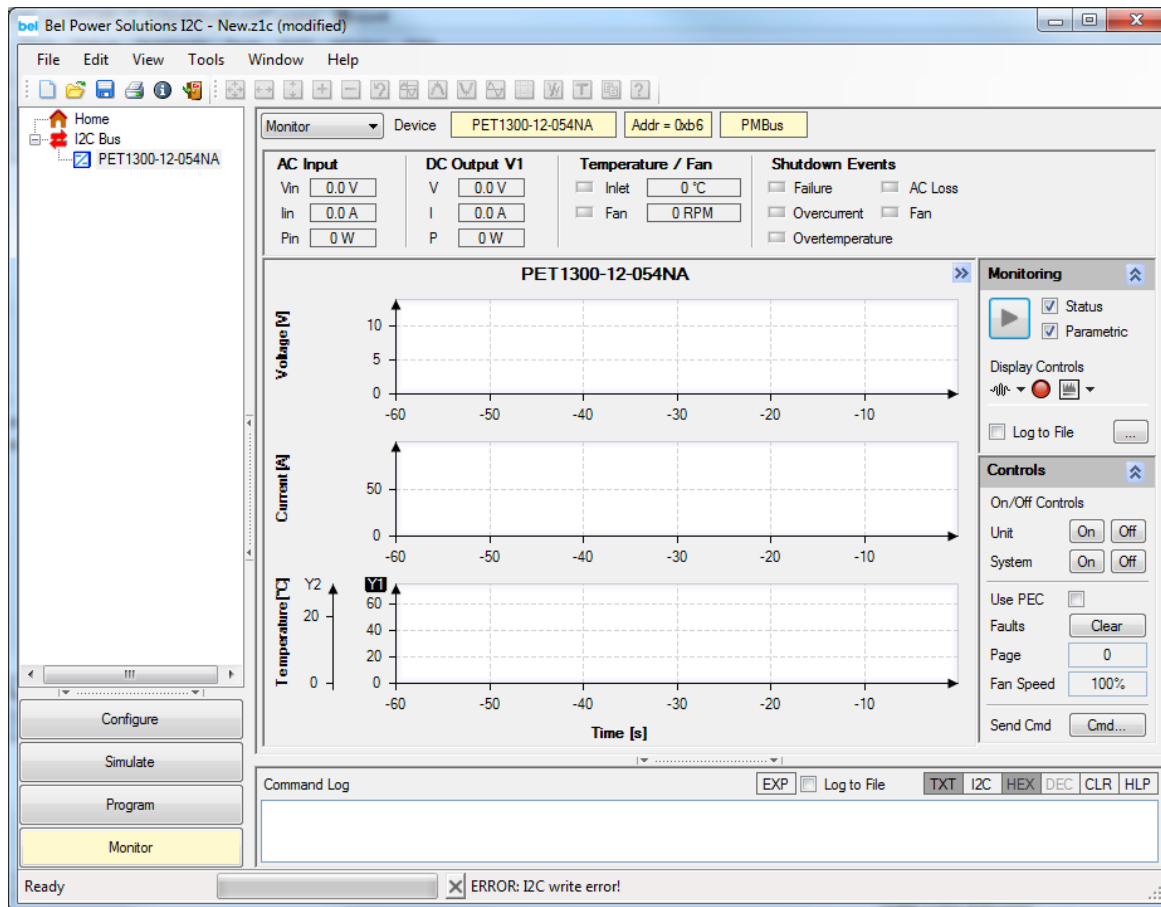 bel Bel Power Solutions I2C - New.z1c (modified)
File Edit View Tools Window Help
Home
I2C Bus
PET1300-12-054NA
Monitor Device PET1300-12-054NA Addr = 0xb6 PMBus
AC Input DC Output V1 Temperature / Fan Shutdown Events
Vin 0.0 V V 0.0 V Inlet 0 °C Failure AC Loss
Iin 0.0 A I 0.0 A Fan 0 RPM Overcurrent Fan
Pin 0 W P 0 W Overtemperature
PET1300-12-054NA
Voltage [V]
10
5
0
-60 -50 -40 -30 -20 -10
Current [A]
50
0
-60 -50 -40 -30 -20 -10
Temperature [°C]
Y2 Y1
20 60
40
20
0 0
-60 -50 -40 -30 -20 -10
Time [s]
Monitoring
Status
Parametric
Display Controls
Log to File ...
Controls
On/Off Controls
Unit On Off
System On Off
Use PEC
Faults Clear
Page 0
Fan Speed 100%
Send Cmd Cmd...
Configure
Simulate
Program
Monitor
Command Log EXP Log to File TXT I2C HEX DEC CLR HLP
Ready ERROR: I2C write error!